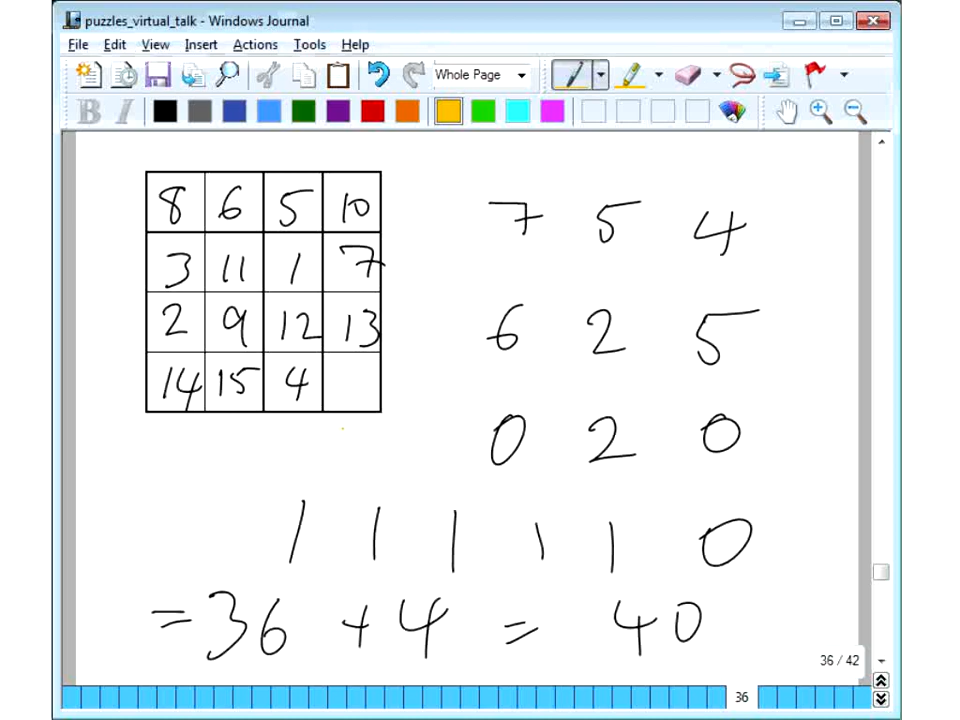 puzzles_virtual_talk - Windows Journal
File Edit View Insert Actions Tools Help
Whole Page
B I
8 6 5 10 7 5 4
3 11 1 7
2 9 12 13 6 2 5
14 15 4
0 2 0
1 1 1 1 1 0
= 36 + 4 = 40
36 / 42
36